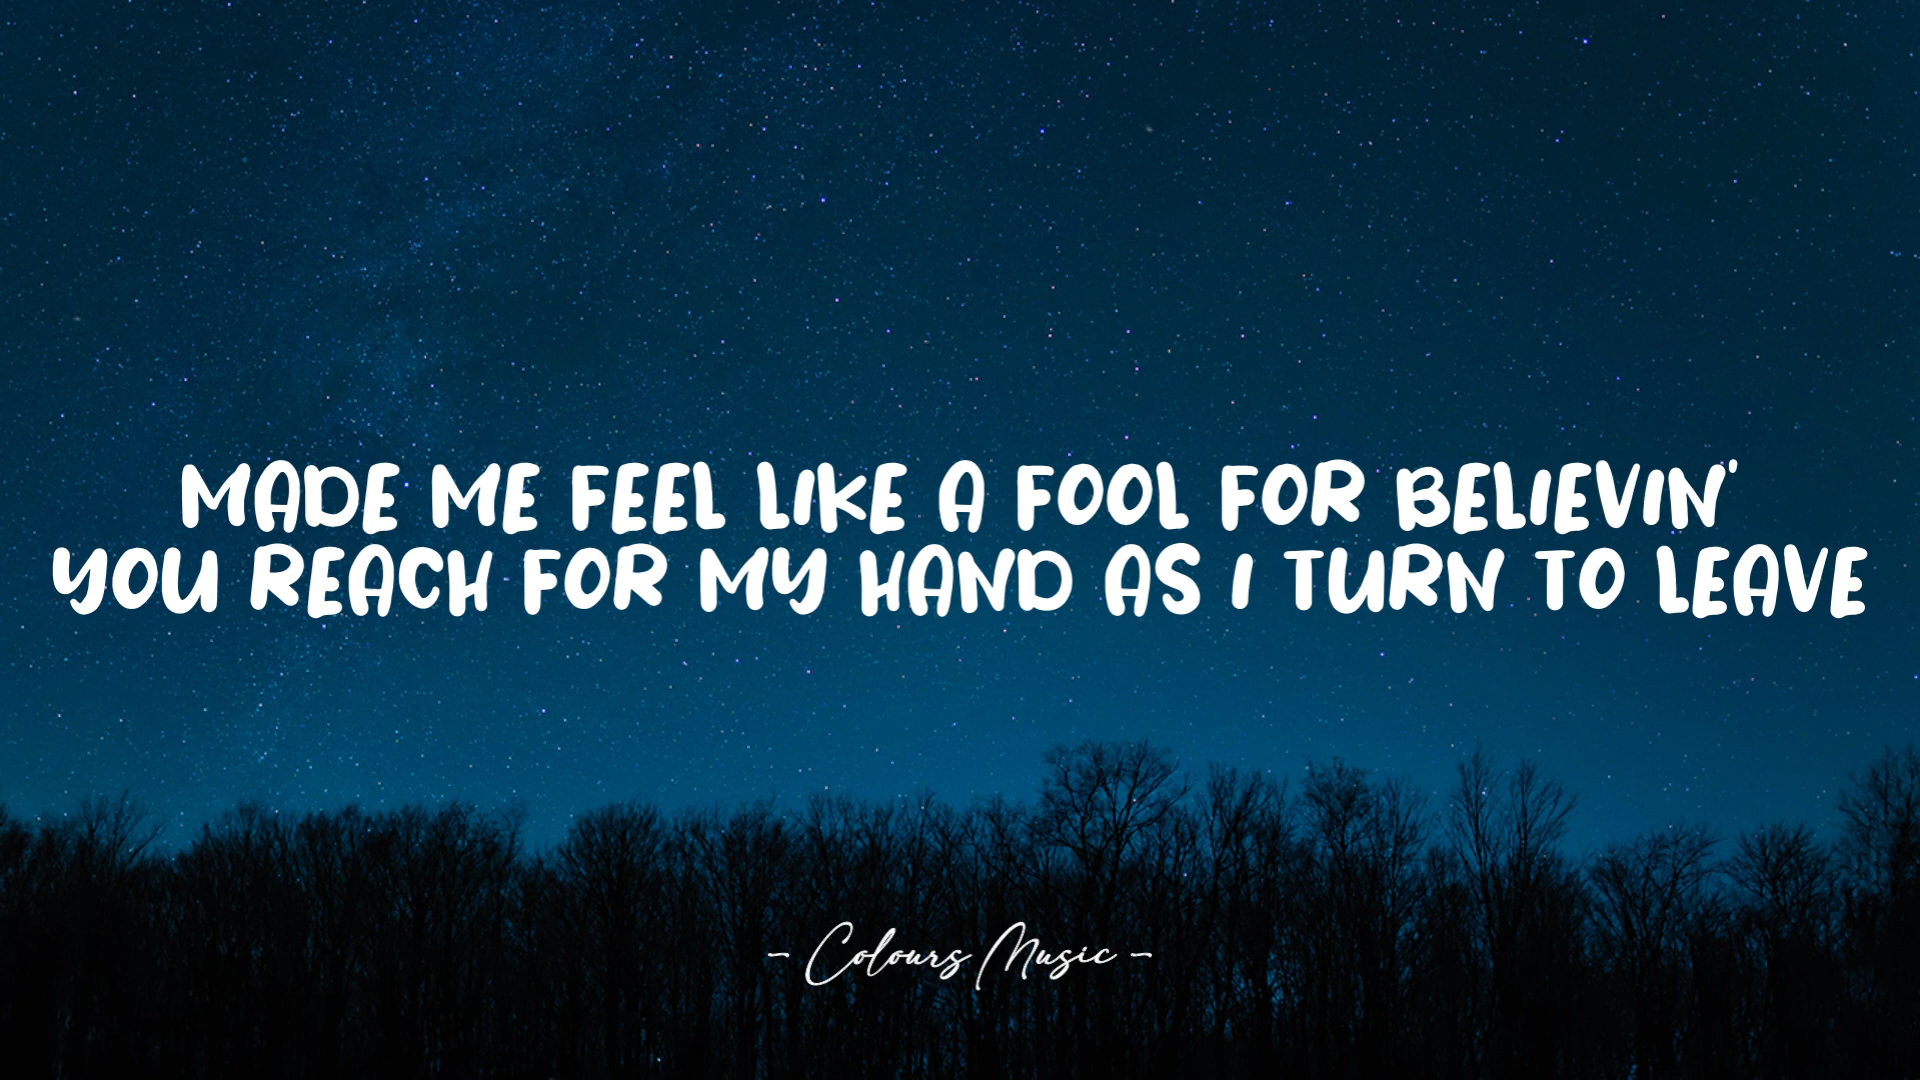 MADE ME FEEL LIKE A FOOL FOR BELIEVIN'
YOU REACH FOR MY HAND AS I TURN TO LEAVE
- Colours Music -